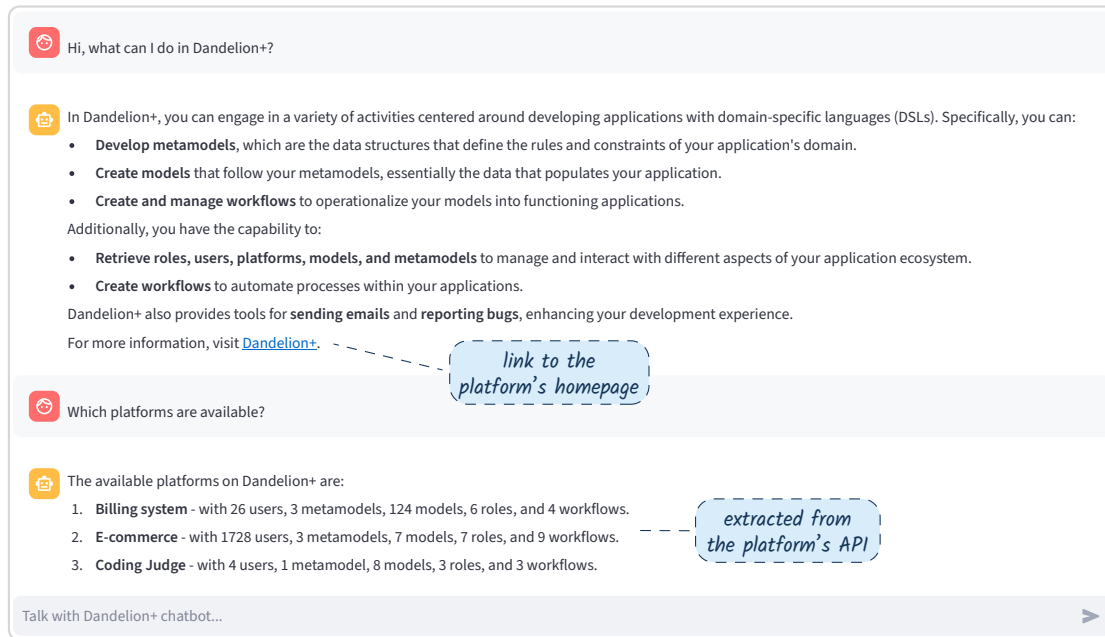 Hi, what can I do in Dandelion+?
In Dandelion+, you can engage in a variety of activities centered around developing applications with domain-specific languages (DSLs). Specifically, you can:
• Develop metamodels, which are the data structures that define the rules and constraints of your application's domain.
• Create models that follow your metamodels, essentially the data that populates your application.
• Create and manage workflows to operationalize your models into functioning applications.
Additionally, you have the capability to:
• Retrieve roles, users, platforms, models, and metamodels to manage and interact with different aspects of your application ecosystem.
• Create workflows to automate processes within your applications.
Dandelion+ also provides tools for sending emails and reporting bugs, enhancing your development experience.
For more information, visit Dandelion+.
link to the
platform's homepage
Which platforms are available?
The available platforms on Dandelion+ are:
1. Billing system - with 26 users, 3 metamodels, 124 models, 6 roles, and 4 workflows.
2. E-commerce - with 1728 users, 3 metamodels, 7 models, 7 roles, and 9 workflows.
3. Coding Judge - with 4 users, 1 metamodel, 8 models, 3 roles, and 3 workflows.
extracted from
the platform's API
Talk with Dandelion+ chatbot...